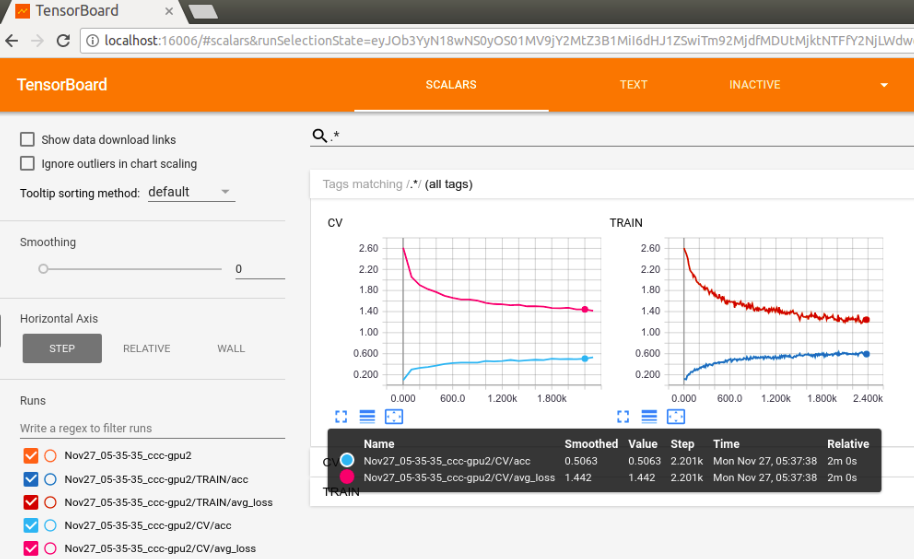 TensorBoard
localhost:16006/#scalars&runSelectionState=
TensorBoard
SCALARS
TEXT
INACTIVE
Show data download links
Ignore outliers in chart scaling
Tooltip sorting method: default
Smoothing
0
Horizontal Axis
STEP
RELATIVE
WALL
Runs
Write a regex to filter runs
Nov27_05-35-35_ccc-gpu2
Nov27_05-35-35_ccc-gpu2/TRAIN/acc
Nov27_05-35-35_ccc-gpu2/TRAIN/avg_loss
Nov27_05-35-35_ccc-gpu2/CV/acc
Nov27_05-35-35_ccc-gpu2/CV/avg_loss
.*
Tags matching /.*/ (all tags)
CV
2.60
2.20
1.80
1.40
1.00
0.600
0.200
0.000 600.0 1.200k 1.800k
TRAIN
2.60
2.20
1.80
1.40
1.00
0.600
0.200
0.000 600.0 1.200k 1.800k 2.400k
Name Smoothed Value Step Time Relative
Nov27_05-35-35_ccc-gpu2/CV/acc 0.5063 0.5063 2.201k Mon Nov 27, 05:37:38 2m 0s
Nov27_05-35-35_ccc-gpu2/CV/avg_loss 1.442 1.442 2.201k Mon Nov 27, 05:37:38 2m 0s
TRAIN